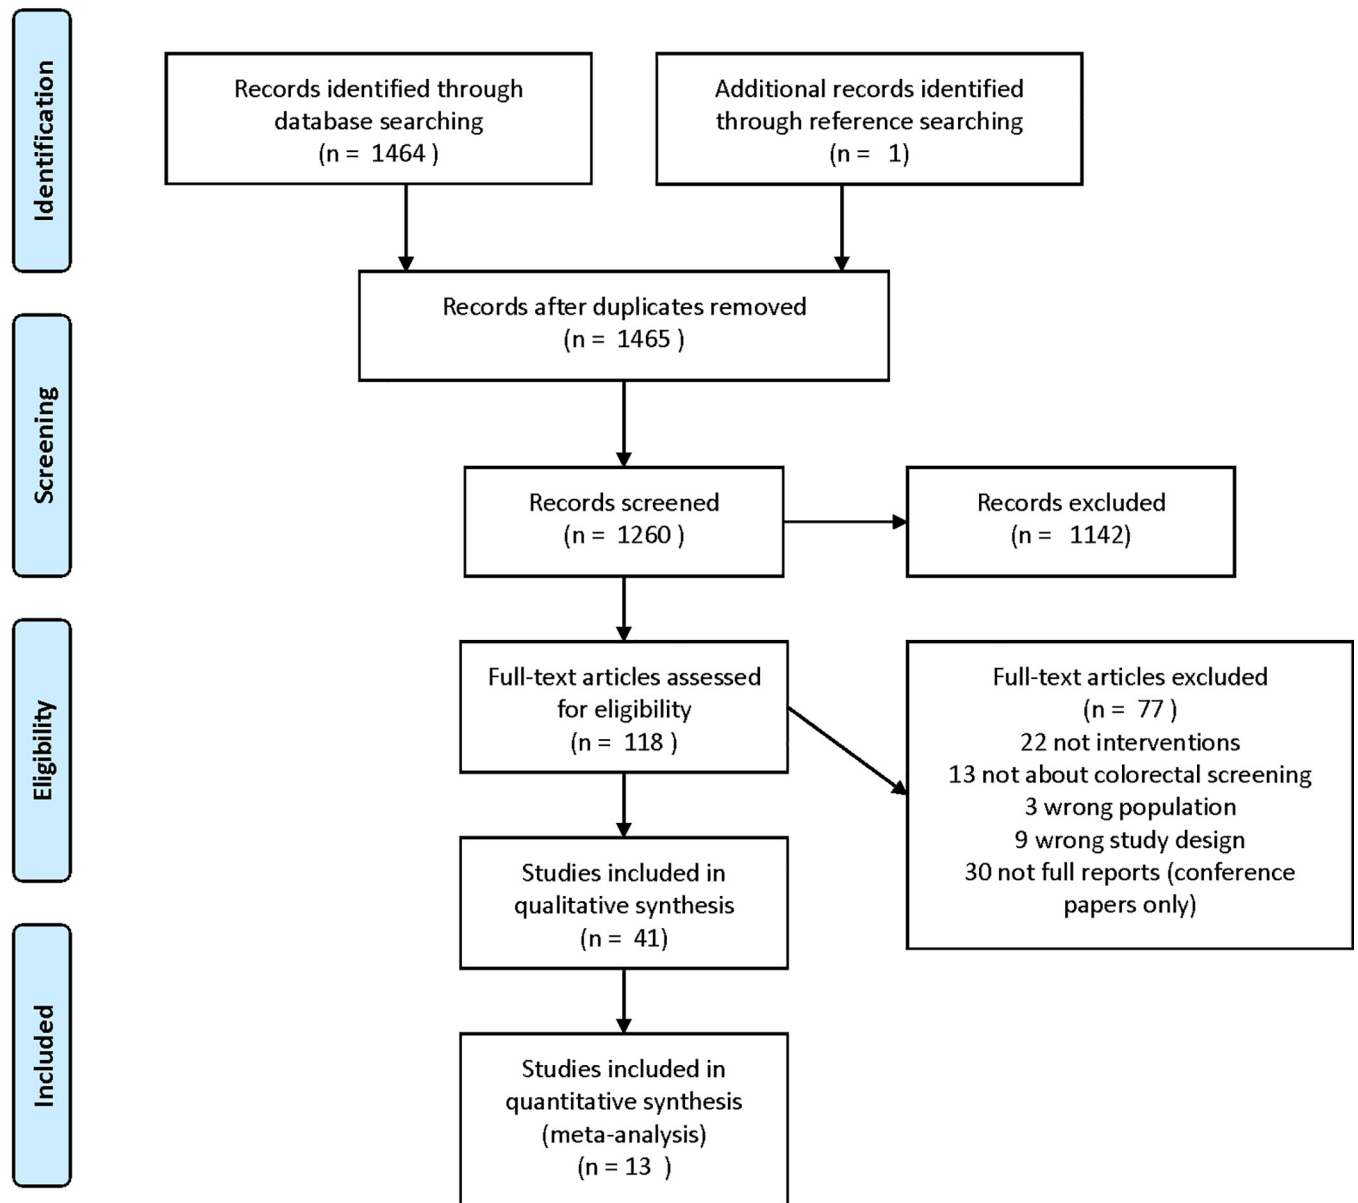 Identification
Records identified through
database searching
(n = 1464 )
Additional records identified
through reference searching
(n = 1)
Records after duplicates removed
(n = 1465 )
Screening
Records screened
(n = 1260 )
Records excluded
(n = 1142)
Eligibility
Full-text articles assessed
for eligibility
(n = 118 )
Full-text articles excluded
(n = 77 )
22 not interventions
13 not about colorectal screening
3 wrong population
9 wrong study design
30 not full reports (conference
papers only)
Studies included in
qualitative synthesis
(n = 41)
Included
Studies included in
quantitative synthesis
(meta-analysis)
(n = 13 )